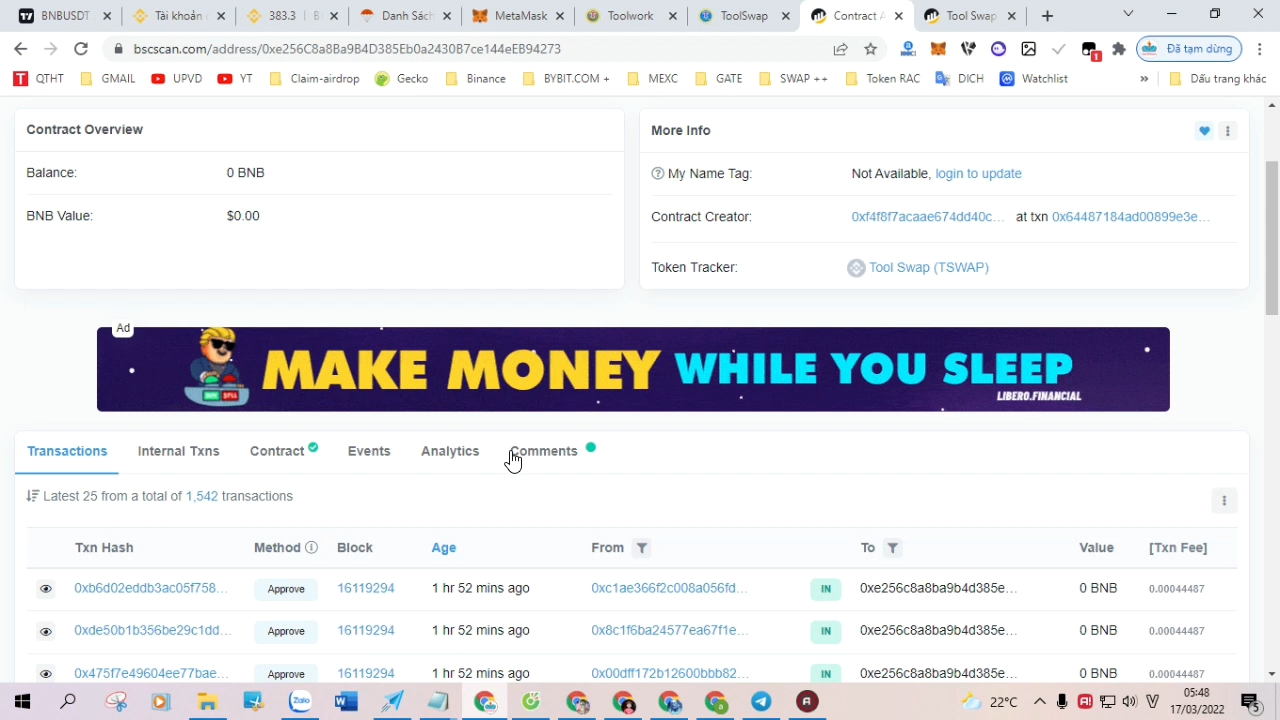 BNBUSDT
Tài khoản
383.3 | B
Danh Sách
MetaMask
Toolwork
ToolSwap
Contract A
Tool Swap
bscscan.com/address/0xe256C8a8Ba9B4D385Eb0a2430B7ce144eEB94273
1
Đã tạm dừng
QTHT
GMAIL
UPVD
YT
Claim-airdrop
Gecko
Binance
BYBIT.COM +
MEXC
GATE
SWAP ++
Token RAC
DICH
Watchlist
»
Dấu trang khác
Contract Overview
Balance:
0 BNB
BNB Value:
$0.00
More Info
My Name Tag:
Not Available, login to update
Contract Creator:
0xf4f8f7acaae674dd40c... at txn 0x64487184ad00899e3e...
Token Tracker:
Tool Swap (TSWAP)
Ad
MAKE MONEY WHILE YOU SLEEP
LIBERO.FINANCIAL
Transactions
Internal Txns
Contract
Events
Analytics
Comments
Latest 25 from a total of 1,542 transactions
Txn Hash
Method
Block
Age
From
To
Value
[Txn Fee]
0xb6d02eddb3ac05f758...
Approve
16119294
1 hr 52 mins ago
0xc1ae366f2c008a056fd...
IN
0xe256c8a8ba9b4d385e...
0 BNB
0.00044487
0xde50b1b356be29c1dd...
Approve
16119294
1 hr 52 mins ago
0x8c1f6ba24577ea67f1e...
IN
0xe256c8a8ba9b4d385e...
0 BNB
0.00044487
0x475f7e49604ee77bae...
Approve
16119294
1 hr 52 mins ago
0x00dff172b12600bbb82...
IN
0xe256c8a8ba9b4d385e...
0 BNB
0.00044487
Zalo
22°C
05:48
17/03/2022
5